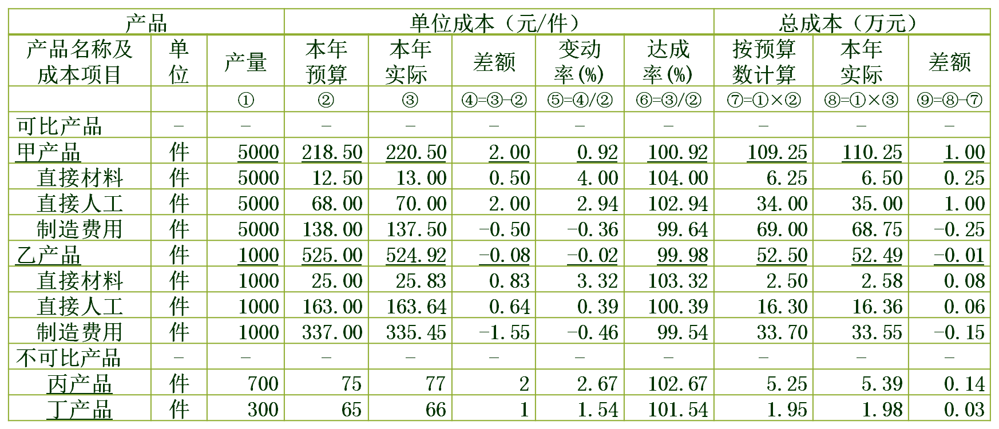 产品 单位成本（元/件） 总成本（万元）
产品名称及成本项目 单位 产量 本年预算 本年实际 差额 变动率(%) 达成率(%) 按预算数计算 本年实际 差额
① ② ③ ④=③-② ⑤=④/② ⑥=③/② ⑦=①×② ⑧=①×③ ⑨=⑧-⑦
可比产品 - - - - - - - - - -
甲产品 件 5000 218.50 220.50 2.00 0.92 100.92 109.25 110.25 1.00
直接材料 件 5000 12.50 13.00 0.50 4.00 104.00 6.25 6.50 0.25
直接人工 件 5000 68.00 70.00 2.00 2.94 102.94 34.00 35.00 1.00
制造费用 件 5000 138.00 137.50 -0.50 -0.36 99.64 69.00 68.75 -0.25
乙产品 件 1000 525.00 524.92 -0.08 -0.02 99.98 52.50 52.49 -0.01
直接材料 件 1000 25.00 25.83 0.83 3.32 103.32 2.50 2.58 0.08
直接人工 件 1000 163.00 163.64 0.64 0.39 100.39 16.30 16.36 0.06
制造费用 件 1000 337.00 335.45 -1.55 -0.46 99.54 33.70 33.55 -0.15
不可比产品 - - - - - - - - - -
丙产品 件 700 75 77 2 2.67 102.67 5.25 5.39 0.14
丁产品 件 300 65 66 1 1.54 101.54 1.95 1.98 0.03